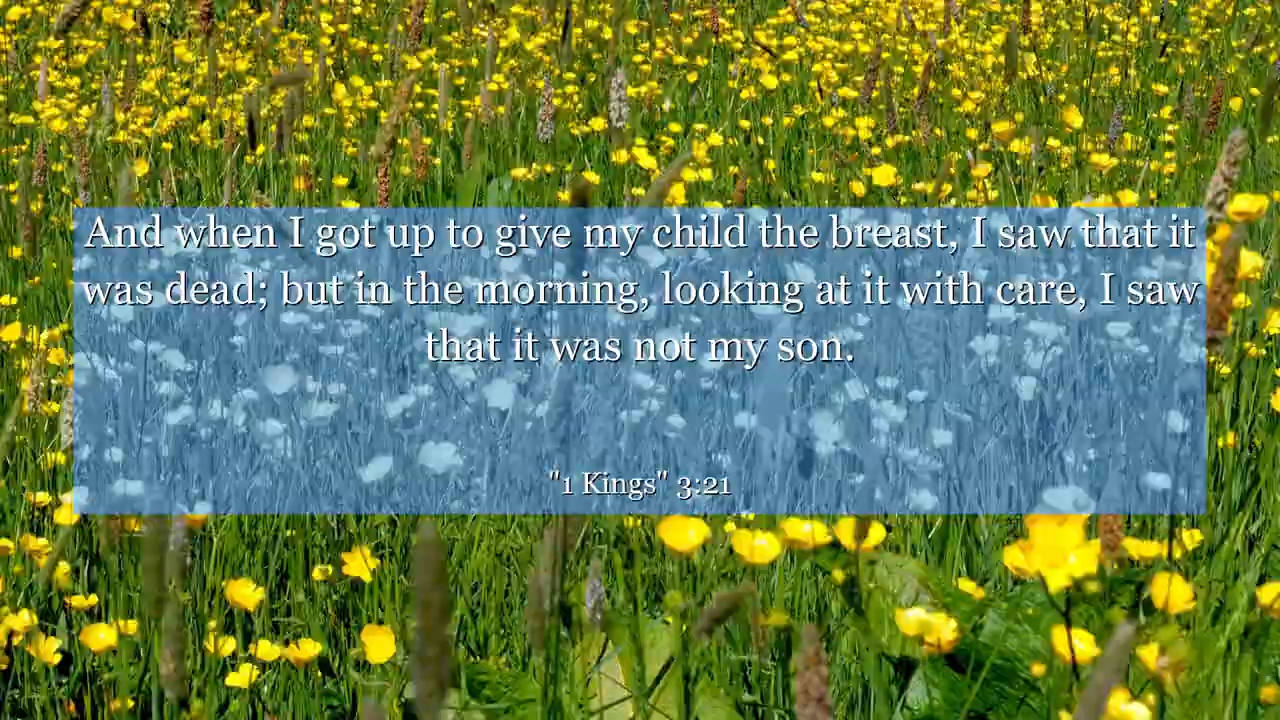 And when I got up to give my child the breast, I saw that it
was dead; but in the morning, looking at it with care, I saw
that it was not my son.
"1 Kings" 3:21